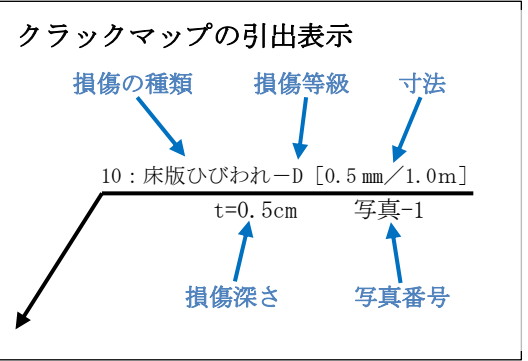 クラックマップの引出表示
損傷の種類 損傷等級 寸法
10：床版ひびわれ－D［0.5㎜／1.0ｍ］
t=0.5cm 写真-1
損傷深さ 写真番号